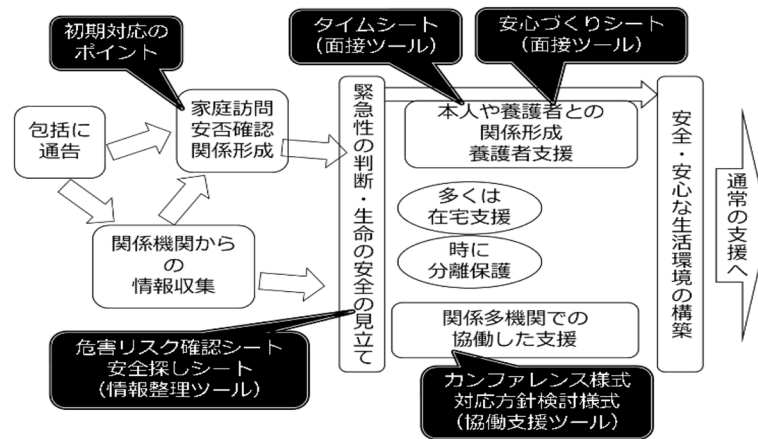 初期対応の
ポイント
タイムシート
(面接ツール)
安心づくりシート
(面接ツール)
包括に
通告
家庭訪問
安否確認
関係形成
関係機関から
の
情報収集
緊急性の判断・生命の安全の見立て
本人や養護者との
関係形成
養護者支援
多くは
在宅支援
時に
分離保護
関係多機関での
協働した支援
安全・安心な生活環境の構築
通常の支援へ
危害リスク確認シート
安全探しシート
(情報整理ツール)
カンファレンス様式
対応方針検討様式
(協働支援ツール)